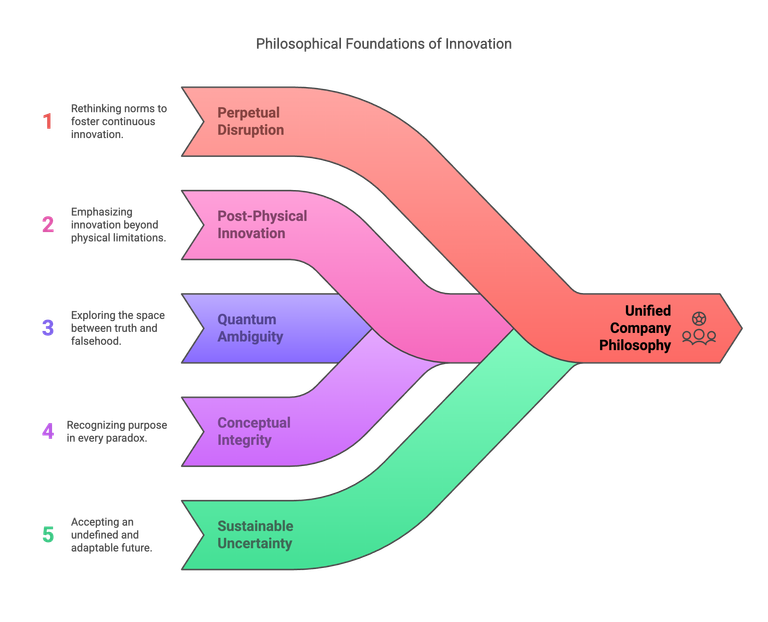 Philosophical Foundations of Innovation
1
Rethinking norms to
foster continuous
innovation.
Perpetual
Disruption
2
Emphasizing
innovation beyond
physical limitations.
Post-Physical
Innovation
3
Exploring the space
between truth and
falsehood.
Quantum
Ambiguity
Unified
Company
Philosophy
4
Recognizing purpose
in every paradox.
Conceptual
Integrity
5
Accepting an
undefined and
adaptable future.
Sustainable
Uncertainty